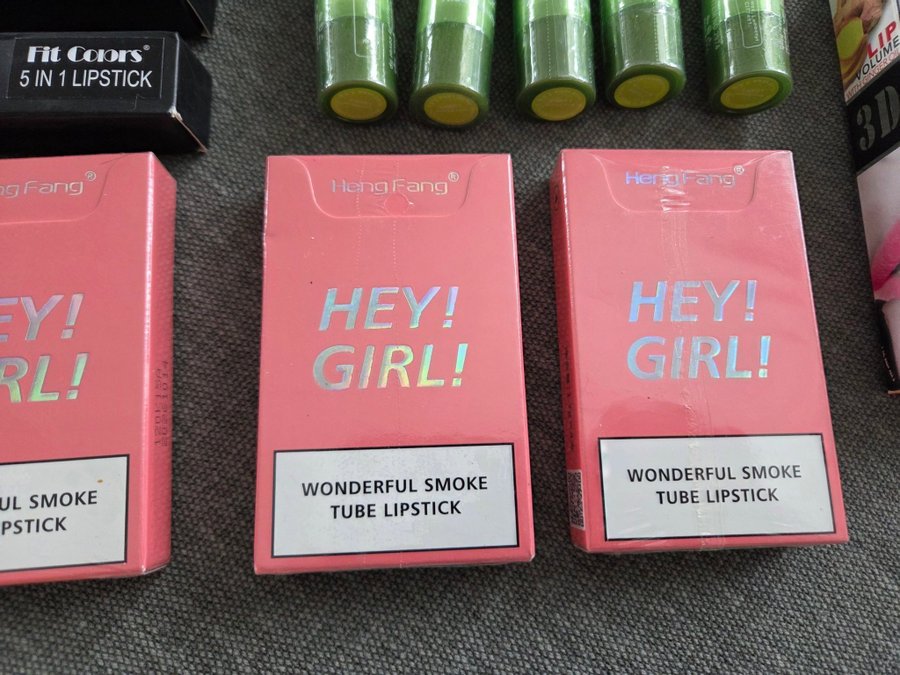 Fit Colors®
5 IN 1 LIPSTICK
LIP
VOLUME
3D
ng Fang®
EY!
RL!
UL SMOKE
PSTICK
Heng Fang®
HEY!
GIRL!
WONDERFUL SMOKE
TUBE LIPSTICK
Heng Fang®
HEY!
GIRL!
WONDERFUL SMOKE
TUBE LIPSTICK